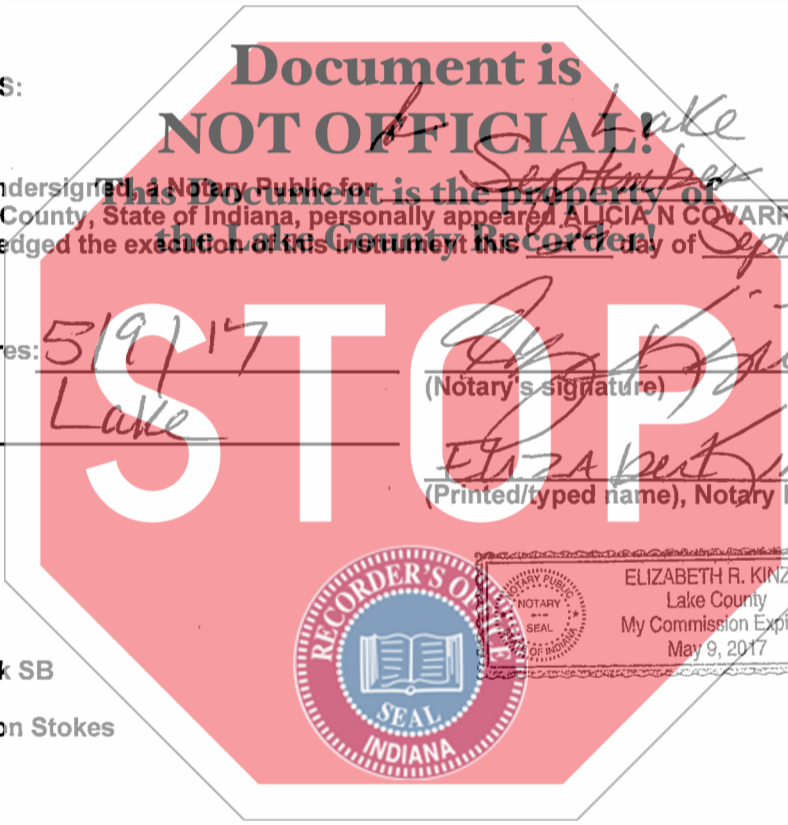 Document is
NOT OFFICIAL!
This Document is the property of
the Lake County Recorder!
S:
Lake
September
ndersigned, a Notary Public for
County, State of Indiana, personally appeared ALICIA N COVARR
edged the execution of this instrument this day of Sept
STOP
es: 5/9/17
(Notary's signature)
Lake
(Printed/typed name), Notary
RECORDER'S OFFICE
SEAL
INDIANA
NOTARY PUBLIC
NOTARY
SEAL
STATE OF INDIANA
ELIZABETH R. KINZ
Lake County
My Commission Expi
May 9, 2017
k SB
on Stokes